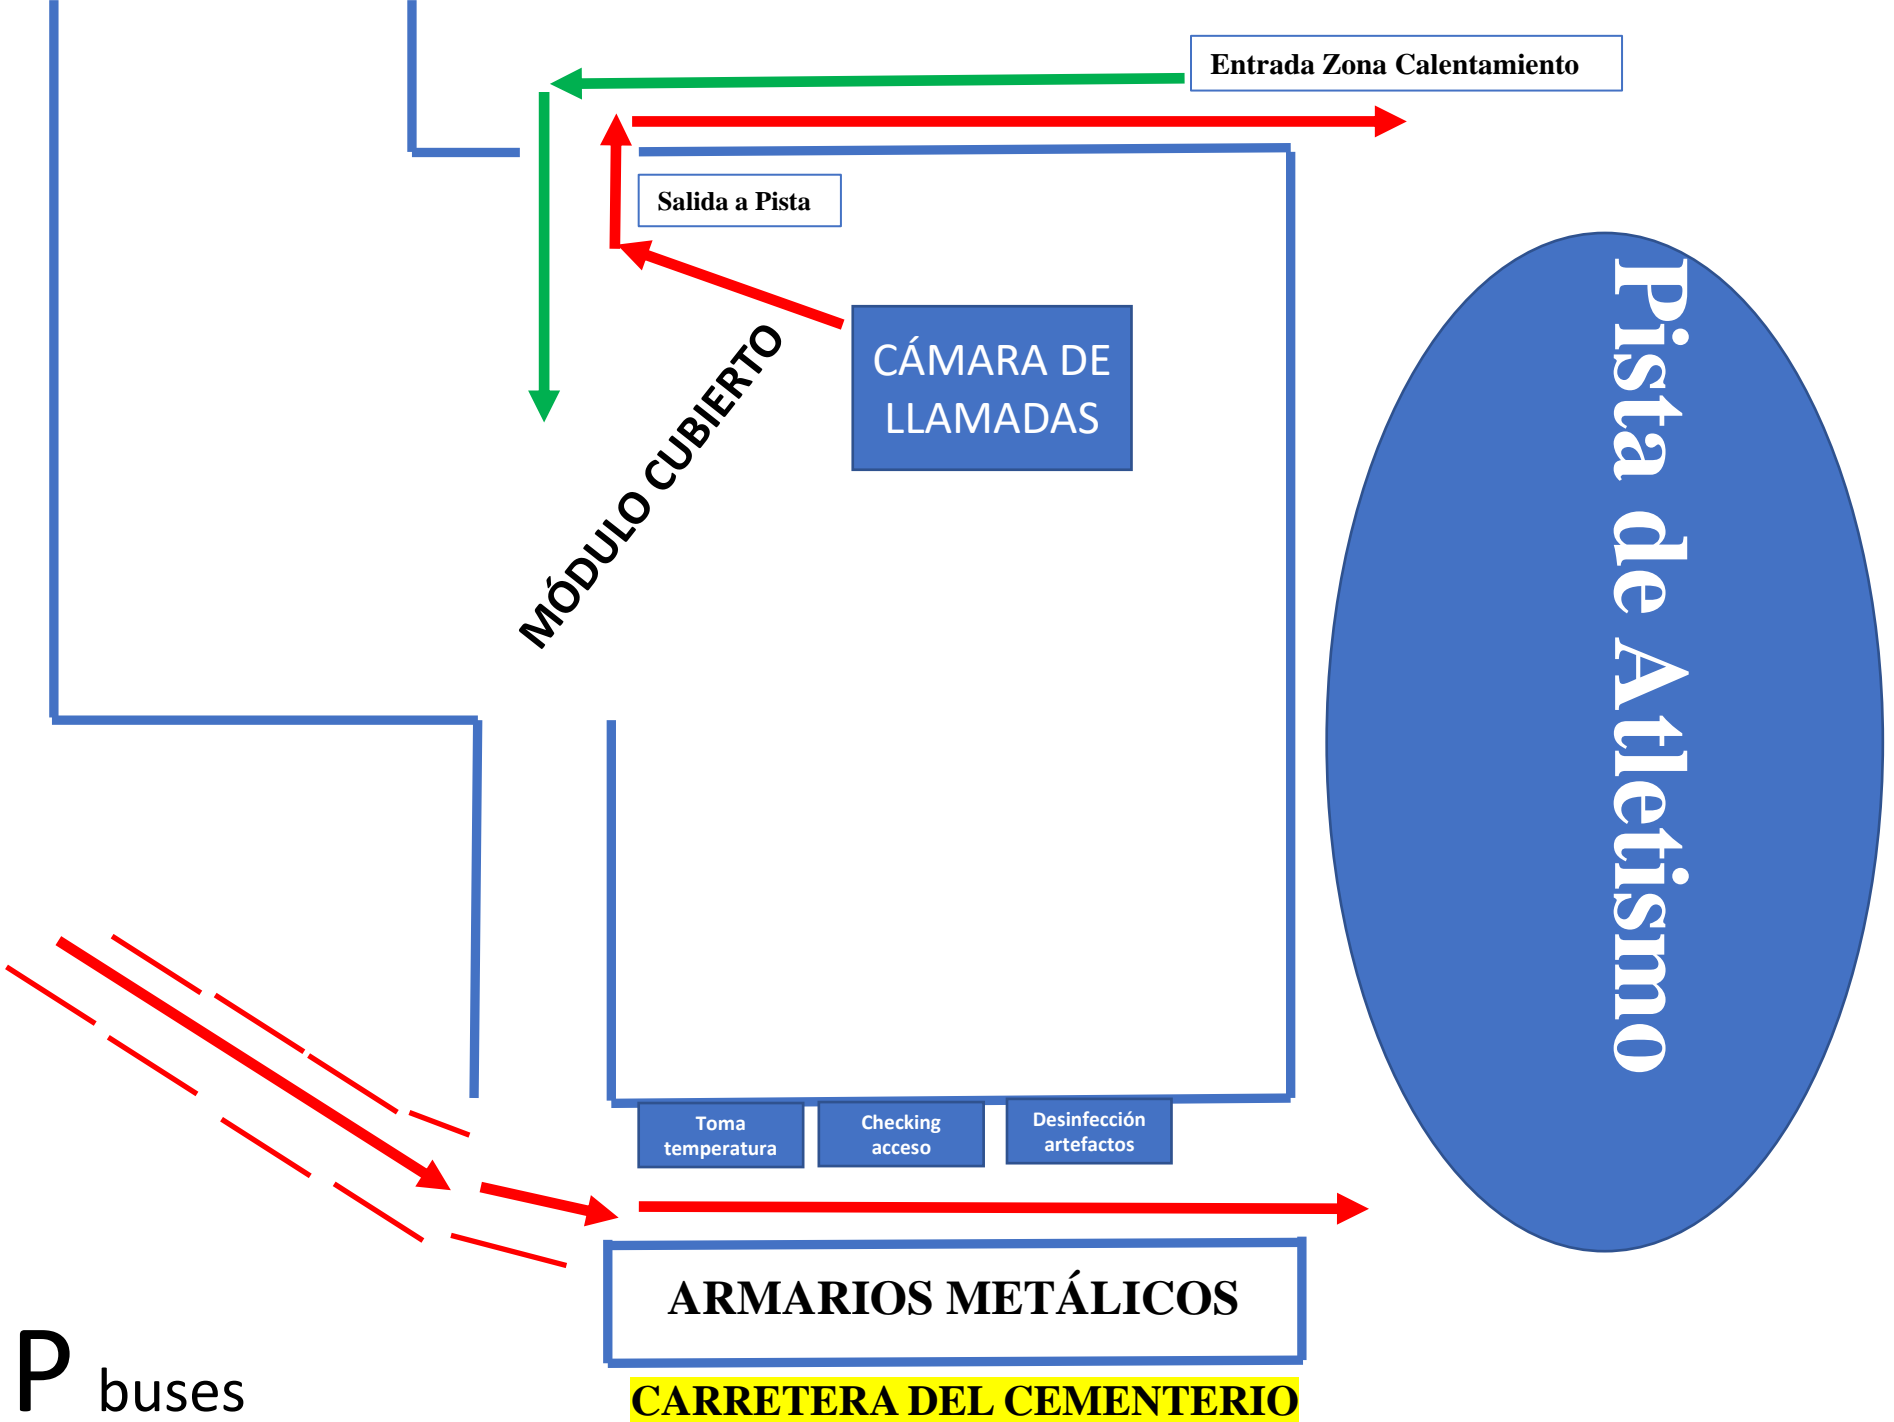 Entrada Zona Calentamiento
Salida a Pista
CÁMARA DE
LLAMADAS
MÓDULO CUBIERTO
Pista de Atletismo
Toma
temperatura
Checking
acceso
Desinfección
artefactos
ARMARIOS METÁLICOS
P buses
CARRETERA DEL CEMENTERIO